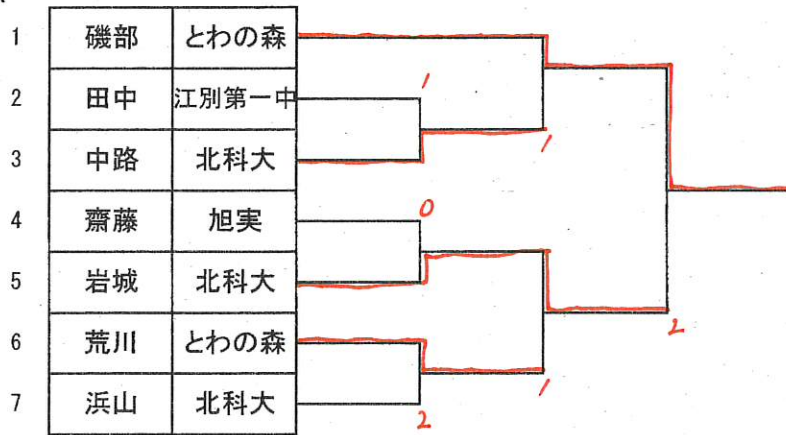 1 磯部 とわの森
2 田中 江別第一中 1
3 中路 北科大 1
4 齋藤 旭実 0
5 岩城 北科大
6 荒川 とわの森 2
7 浜山 北科大 2 1